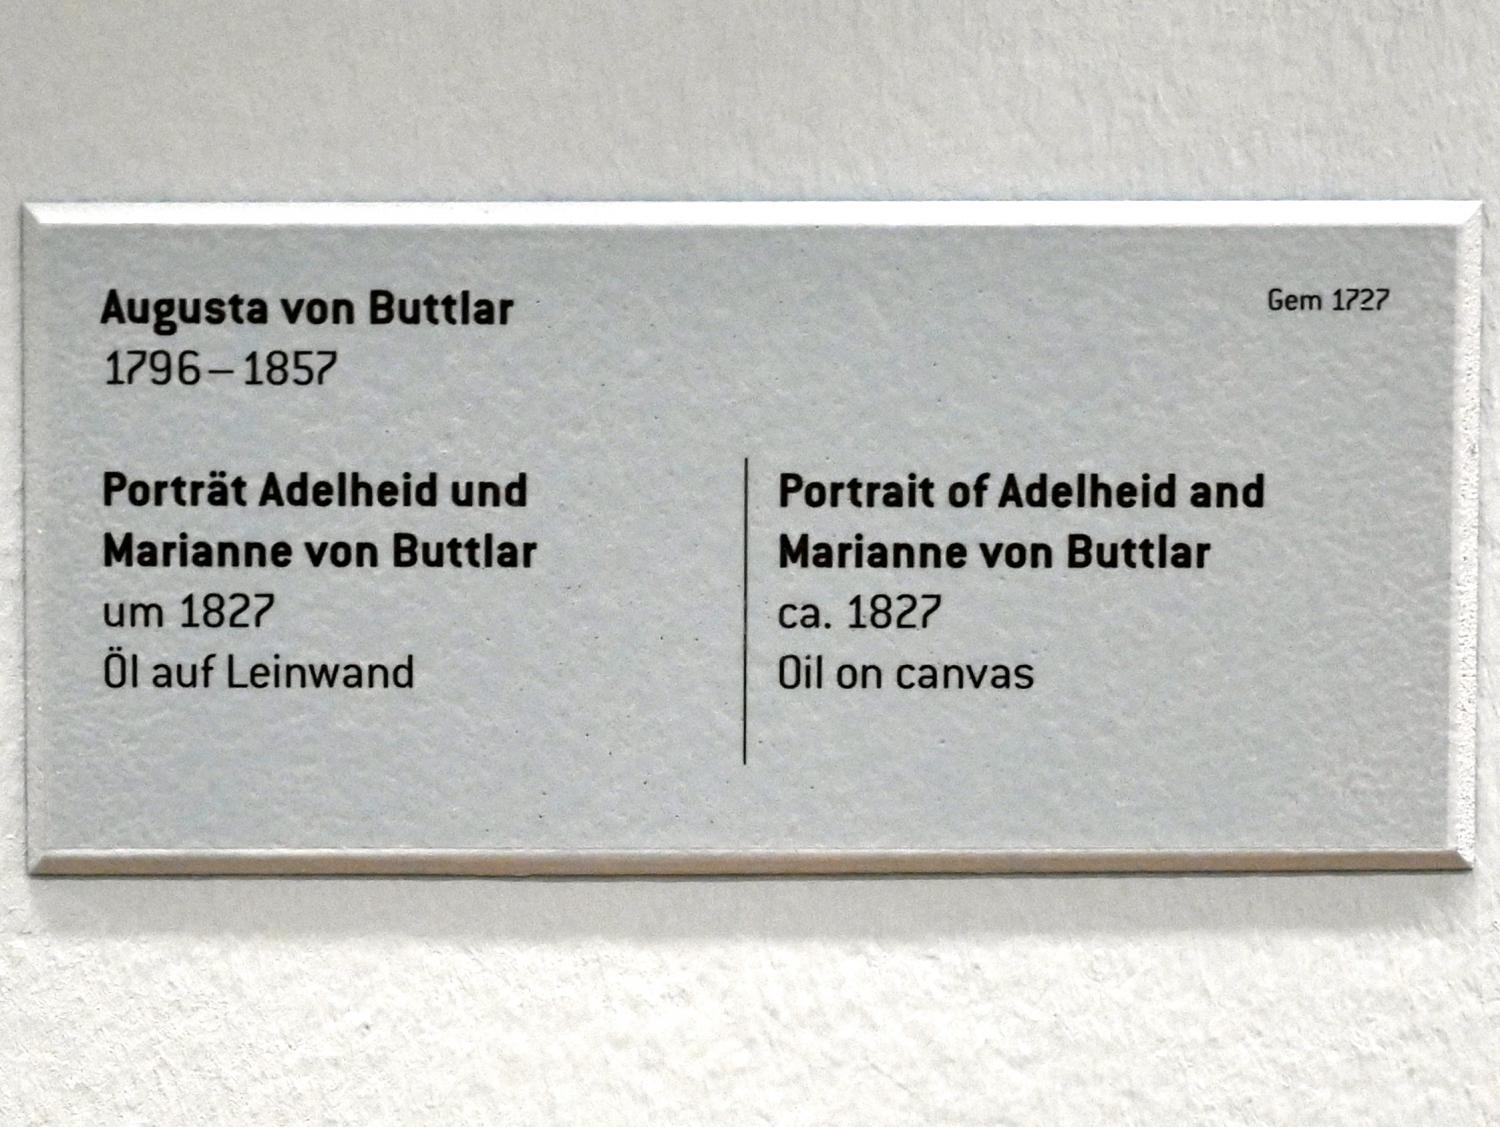 Augusta von Buttlar
1796 – 1857
Gem 1727
Porträt Adelheid und
Marianne von Buttlar
um 1827
Öl auf Leinwand
Portrait of Adelheid and
Marianne von Buttlar
ca. 1827
Oil on canvas